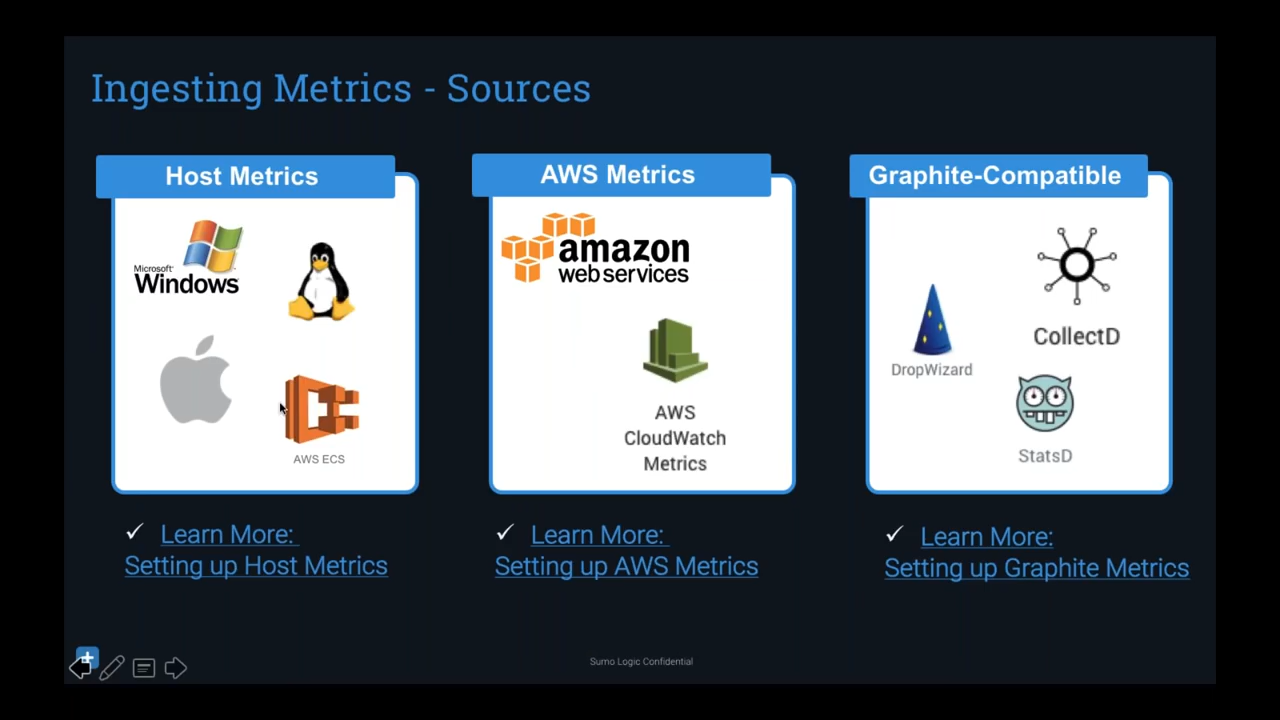 Ingesting Metrics - Sources
Host Metrics
Microsoft
Windows
AWS ECS
Learn More:
Setting up Host Metrics
AWS Metrics
amazon
webservices
AWS
CloudWatch
Metrics
Learn More:
Setting up AWS Metrics
Graphite-Compatible
CollectD
DropWizard
StatsD
Learn More:
Setting up Graphite Metrics
Sumo Logic Confidential